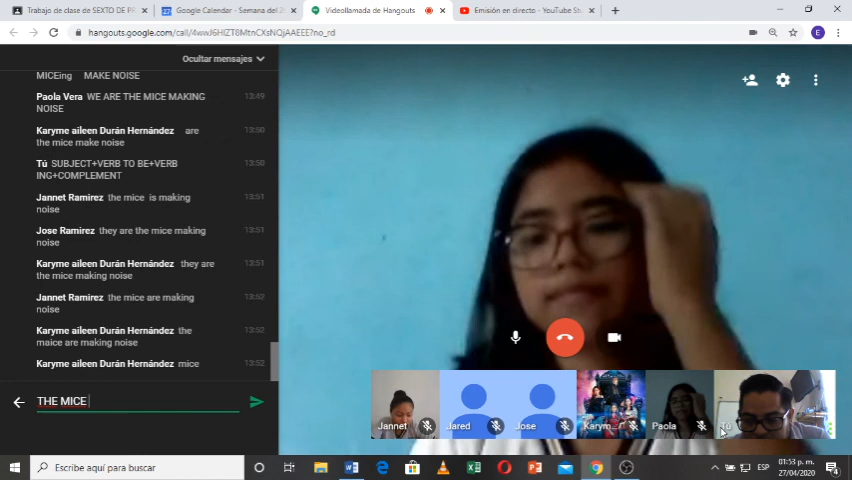 Trabajo de clase de SEXTO DE PR
Google Calendar - Semana del 2
Videollamada de Hangouts
Emisión en directo - YouTube St
hangouts.google.com/call/4wwJ6HIZT8MtnCXsNQjAAEEE?no_rd
Ocultar mensajes
MICEing MAKE NOISE
Paola Vera WE ARE THE MICE MAKING 13:49
NOISE
Karyme aileen Durán Hernández are 13:50
the mice make noise
Tú SUBJECT+VERB TO BE+VERB 13:50
ING+COMPLEMENT
Jannet Ramirez the mice is making 13:51
noise
Jose Ramirez they are the mice making 13:51
noise
Karyme aileen Durán Hernández they are 13:51
the mice making noise
Jannet Ramirez the mice are making 13:52
noise
Karyme aileen Durán Hernández the 13:52
maice are making noise
Karyme aileen Durán Hernández mice 13:52
THE MICE
Jannet
Jared
Jose
Karym...
Paola
Tú
Escribe aquí para buscar
ESP
01:53 p. m.
27/04/2020
4